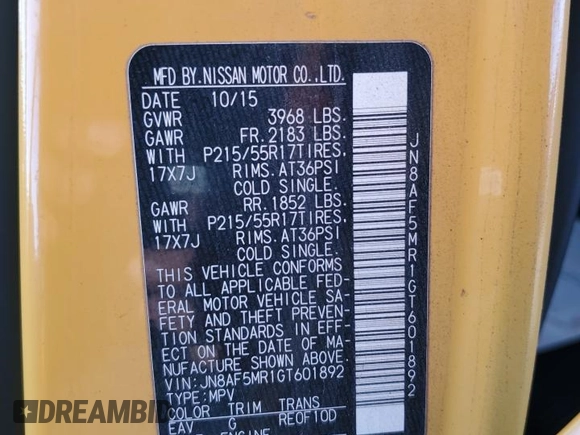 MFD BY.NISSAN MOTOR CO.,LTD.
DATE 10/15
GVWR 3968 LBS.
GAWR FR.2183 LBS.
WITH P215/55R17TIRES.
17X7J RIMS.AT36PSI
COLD SINGLE.
GAWR RR.1852 LBS.
WITH P215/55R17TIRES.
17X7J RIMS.AT36PSI
COLD SINGLE.
THIS VEHICLE CONFORMS
TO ALL APPLICABLE FED-
ERAL MOTOR VEHICLE SA-
FETY AND THEFT PREVEN-
TION STANDARDS IN EFF-
ECT ON THE DATE OF MA-
NUFACTURE SHOWN ABOVE.
VIN:JN8AF5MR1GT601892
TYPE:MPV
COLOR TRIM TRANS
EAV G RE0F10D
ENGINE
JN8AF5MR1GT601892
DREAMBID